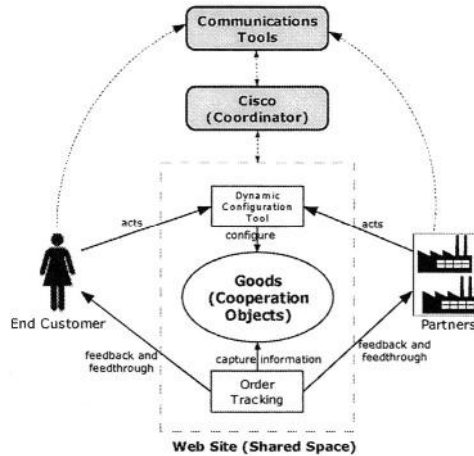 Communications
Tools
Cisco
(Coordinator)
Dynamic
Configuration Tool
acts
acts
configure
Goods
(Cooperation
Objects)
End Customer
Partners
feedback and
feedthrough
capture information
feedback and
feedthrough
Order
Tracking
Web Site (Shared Space)